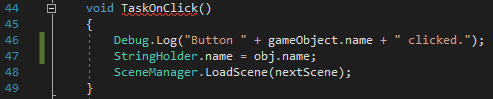 44 void TaskOnClick()
45 {
46 Debug.Log("Button " + gameObject.name + " clicked.");
47 StringHolder.name = obj.name;
48 SceneManager.LoadScene(nextScene);
49 }